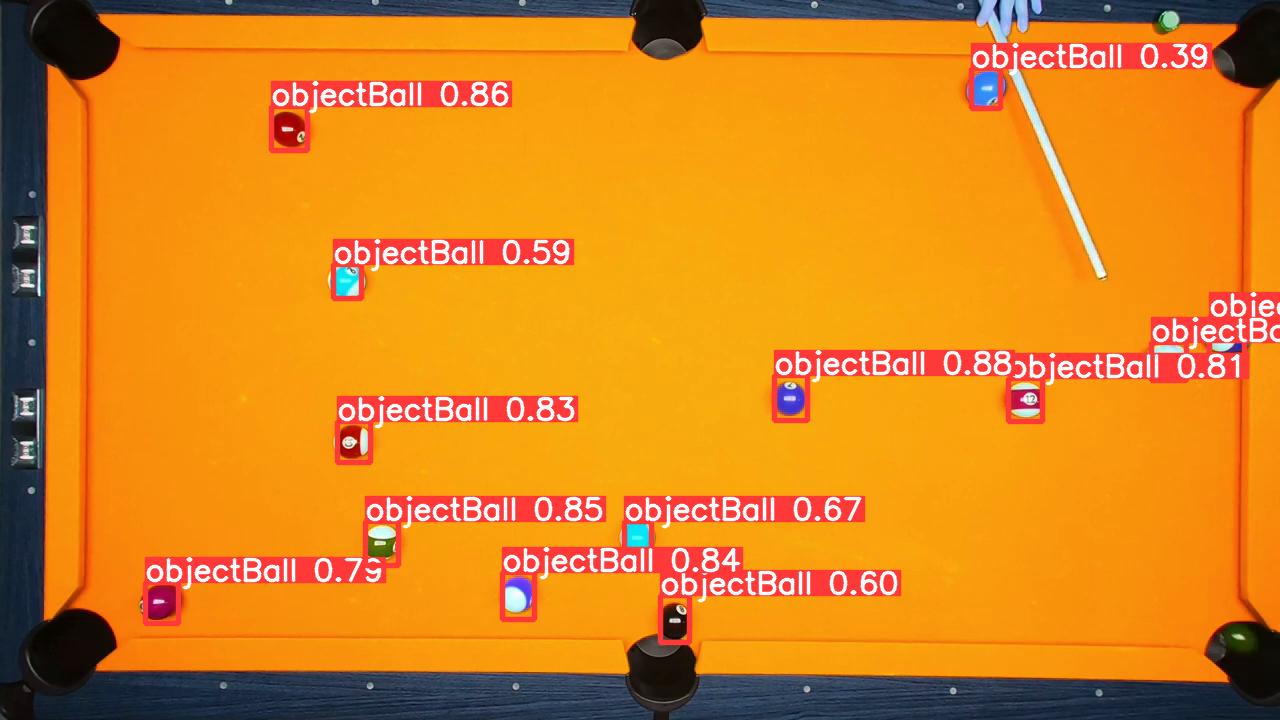 objectBall 0.39
objectBall 0.86
objectBall 0.59
objectBall 0.88
objectBall 0.81
objectBall 0.83
objectBall 0.85
objectBall 0.67
objectBall 0.84
objectBall 0.79
objectBall 0.60
12